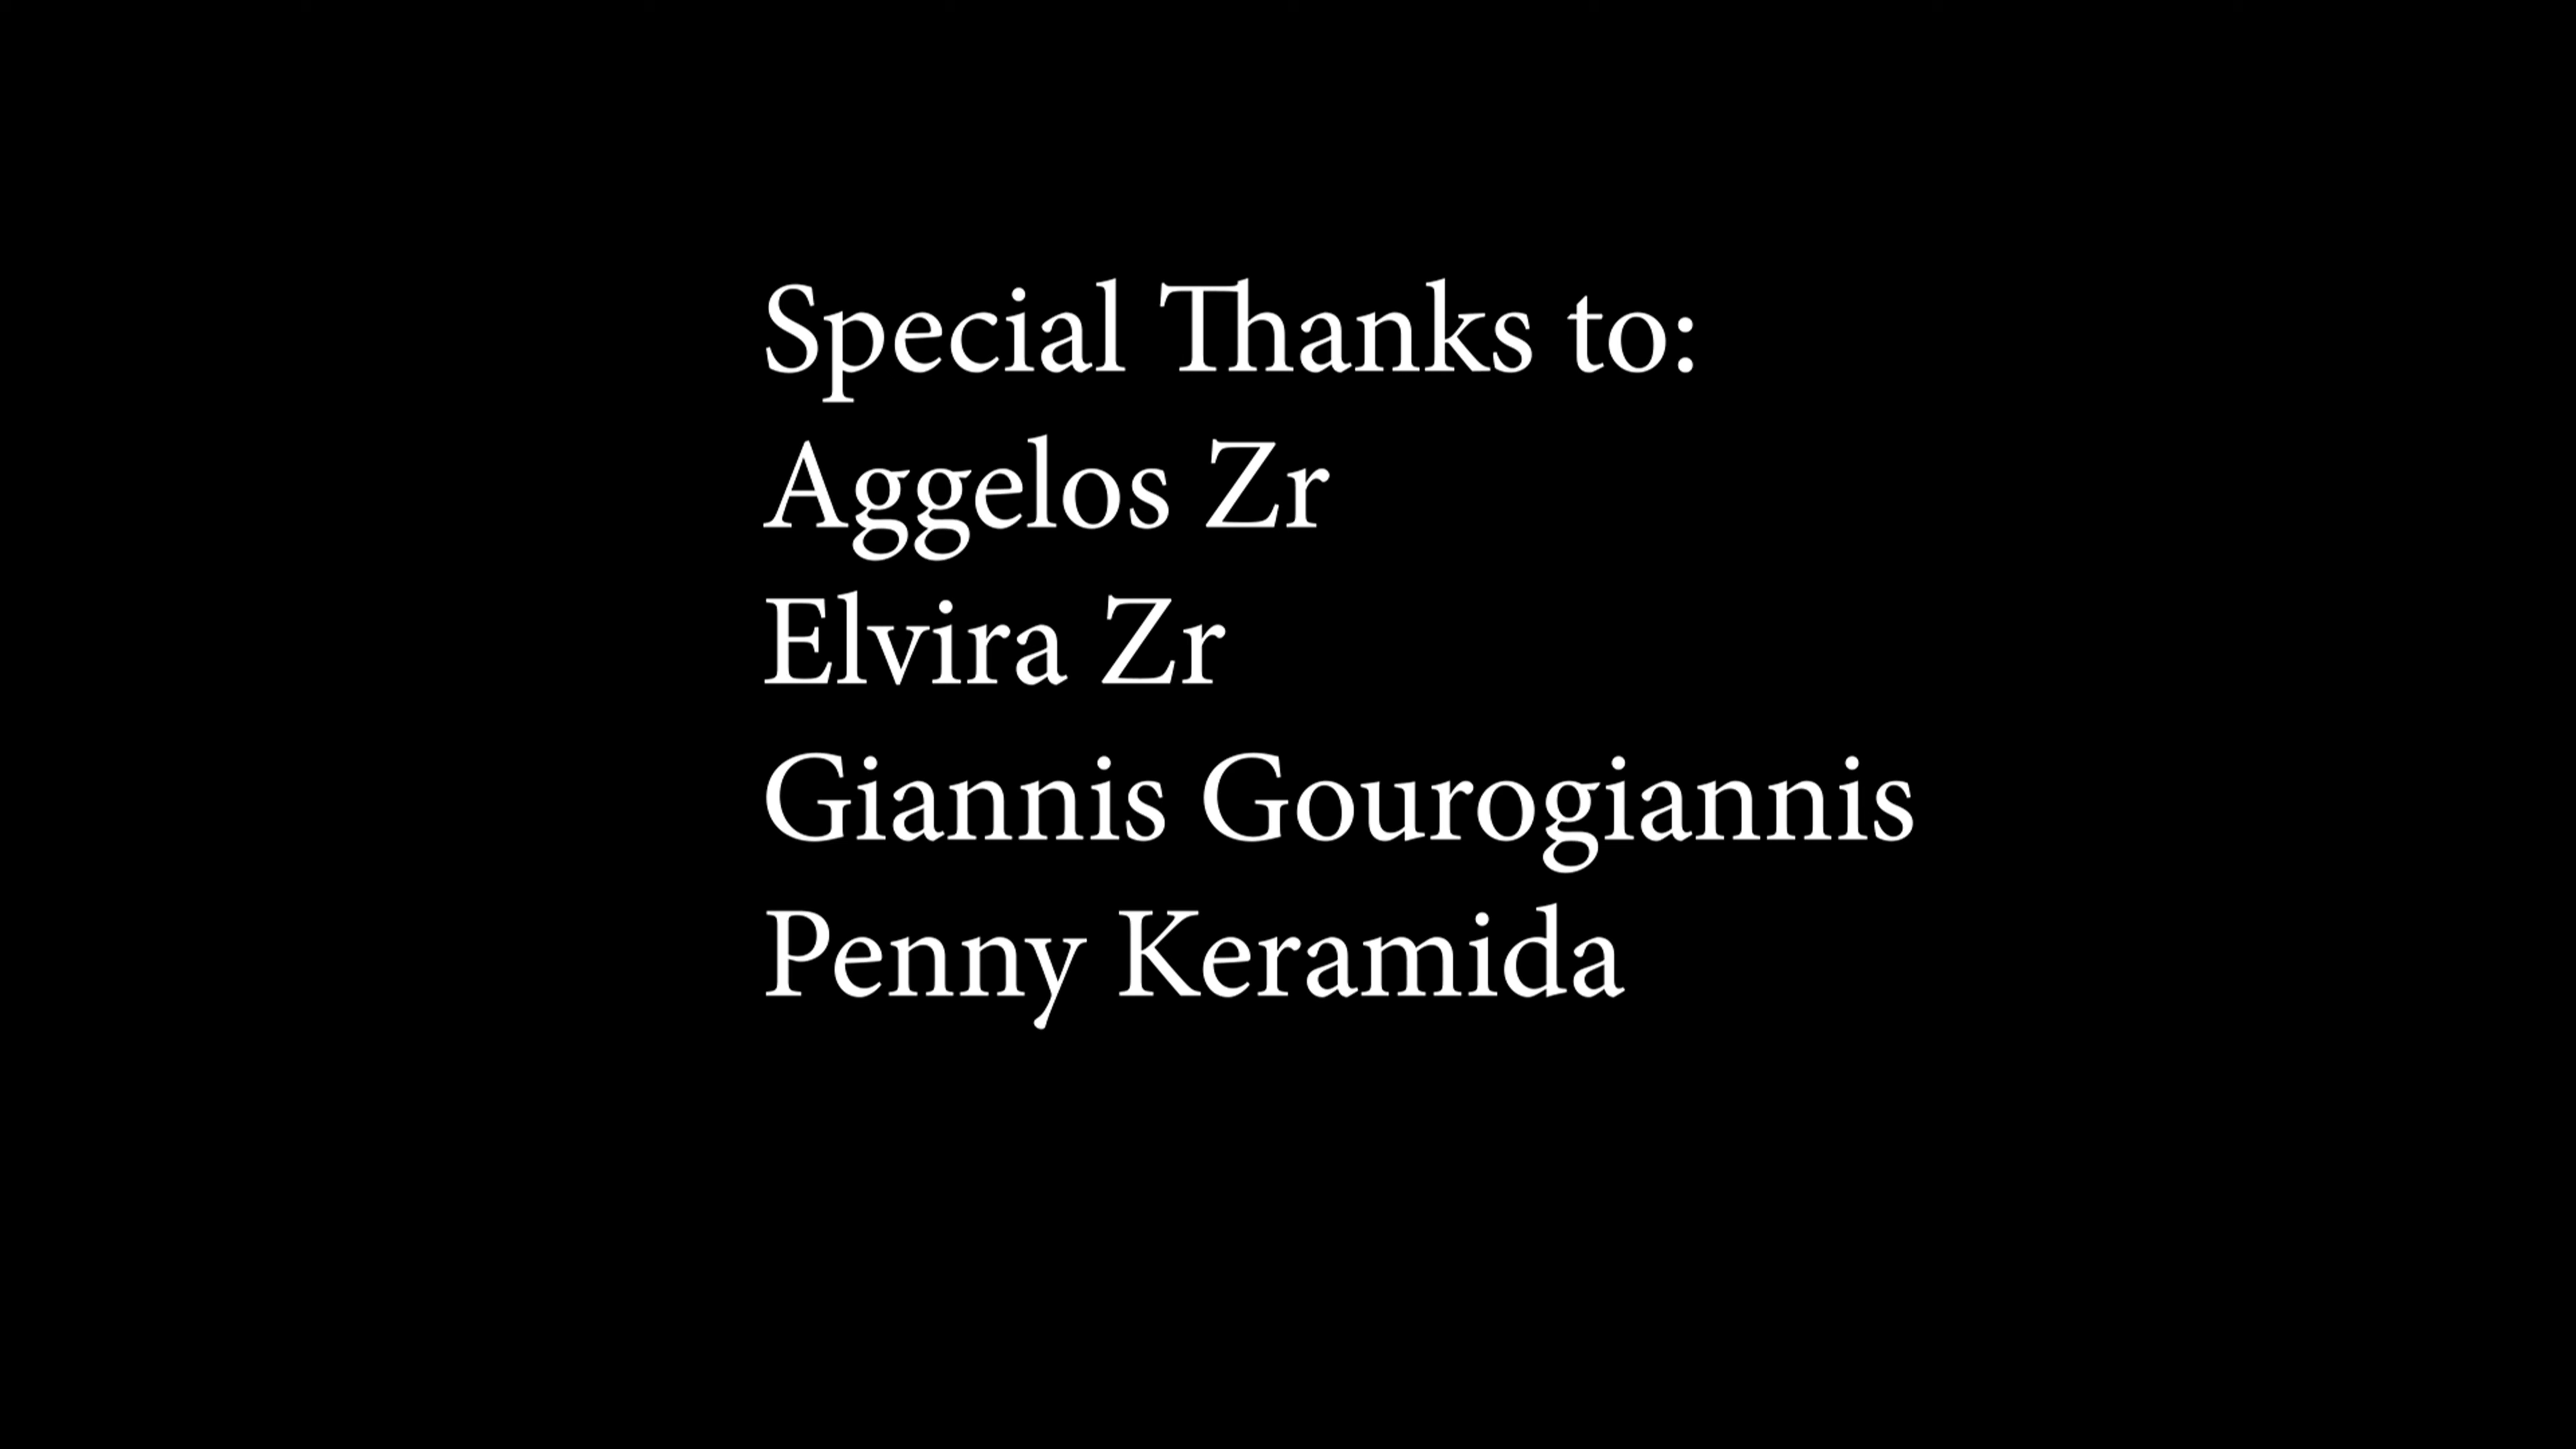 Special Thanks to:
Aggelos Zr
Elvira Zr
Giannis Gourogiannis
Penny Keramida